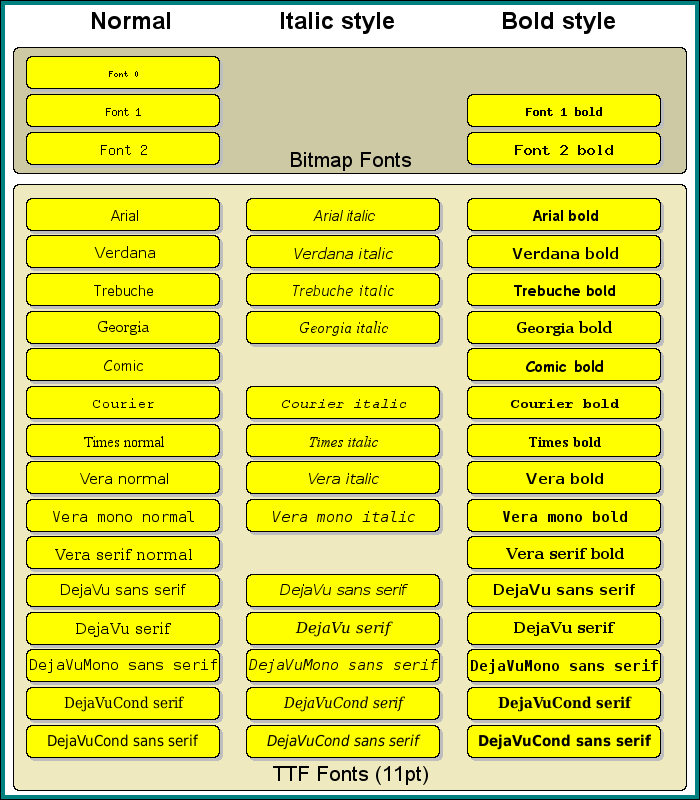 Normal Italic style Bold style
Font 0
Font 1 Font 1 bold
Font 2 Font 2 bold
Bitmap Fonts
Arial Arial italic Arial bold
Verdana Verdana italic Verdana bold
Trebuche Trebuche italic Trebuche bold
Georgia Georgia italic Georgia bold
Comic Comic bold
Courier Courier italic Courier bold
Times normal Times italic Times bold
Vera normal Vera italic Vera bold
Vera mono normal Vera mono italic Vera mono bold
Vera serif normal Vera serif bold
DejaVu sans serif DejaVu sans serif DejaVu sans serif
DejaVu serif DejaVu serif DejaVu serif
DejaVuMono sans serif DejaVuMono sans serif DejaVuMono sans serif
DejaVuCond serif DejaVuCond serif DejaVuCond serif
DejaVuCond sans serif DejaVuCond sans serif DejaVuCond sans serif
TTF Fonts (11pt)